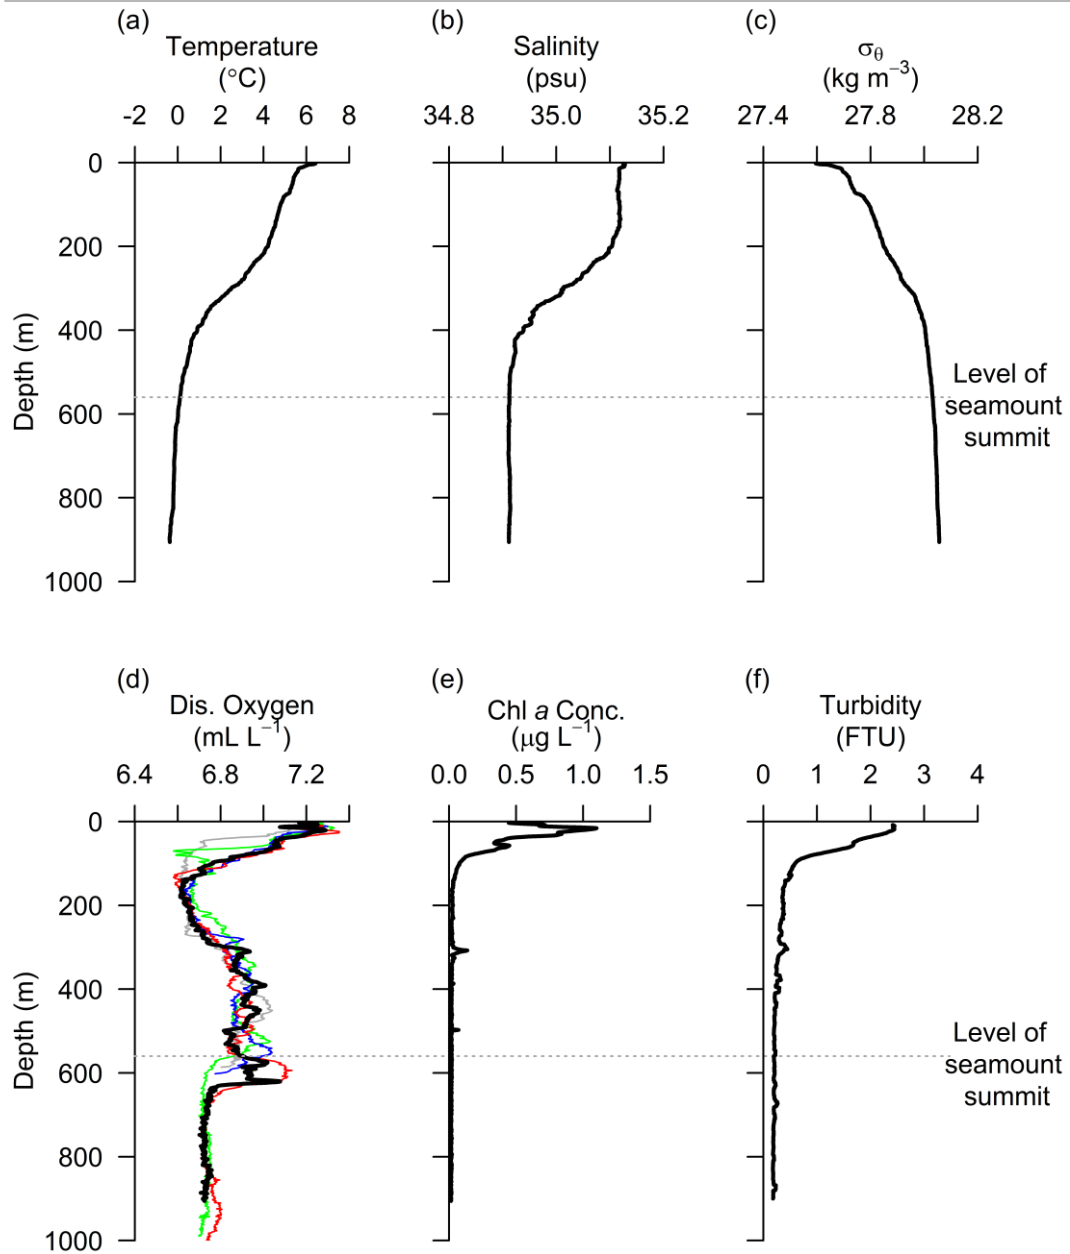 (a) (b) (c)
Temperature Salinity σθ
(°C) (psu) (kg m⁻³)
-2 0 2 4 6 8 34.8 35.0 35.2 27.4 27.8 28.2
0
200
400
600
800
1000
Depth (m)
Level of
seamount
summit
(d) (e) (f)
Dis. Oxygen Chl a Conc. Turbidity
(mL L⁻¹) (μg L⁻¹) (FTU)
6.4 6.8 7.2 0.0 0.5 1.0 1.5 0 1 2 3 4
0
200
400
600
800
1000
Depth (m)
Level of
seamount
summit